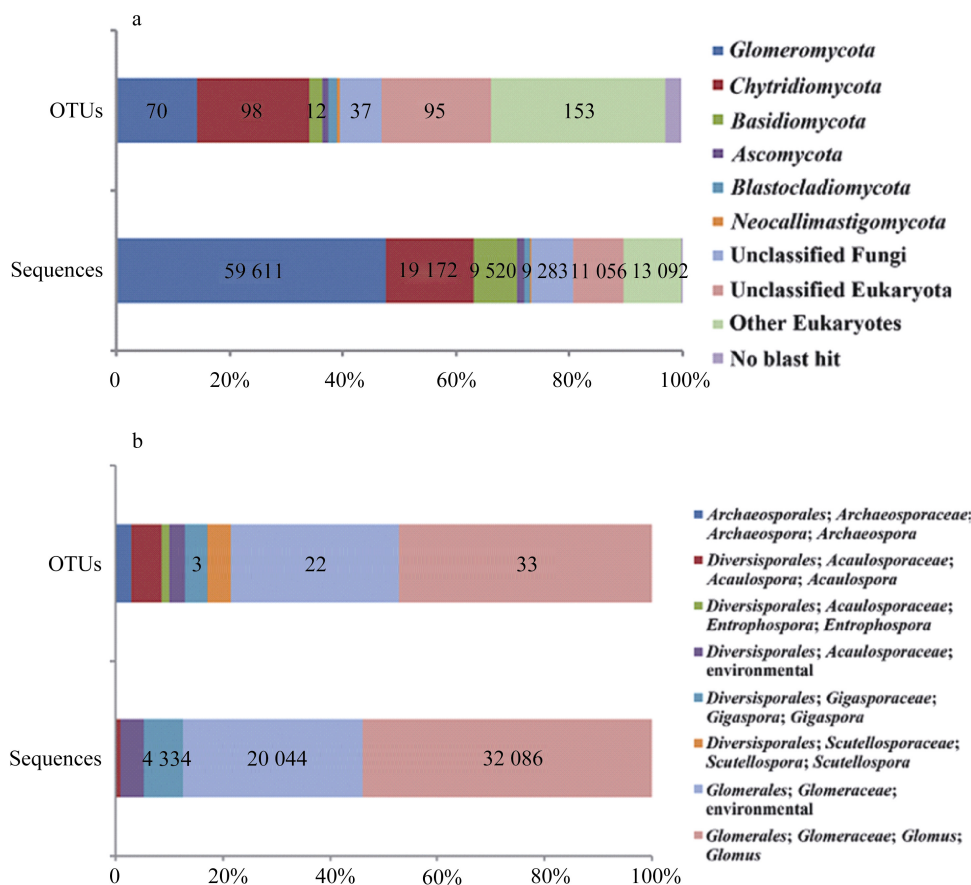 a
OTUs
70
98
12
37
95
153
Sequences
59 611
19 172
9 520
9 283
11 056
13 092
0
20%
40%
60%
80%
100%
Glomeromycota
Chytridiomycota
Basidiomycota
Ascomycota
Blastocladiomycota
Neocallimastigomycota
Unclassified Fungi
Unclassified Eukaryota
Other Eukaryotes
No blast hit
b
OTUs
3
22
33
Sequences
4 334
20 044
32 086
0
20%
40%
60%
80%
100%
Archaeosporales; Archaeosporaceae;
Archaeospora; Archaeospora
Diversisporales; Acaulosporaceae;
Acaulospora; Acaulospora
Diversisporales; Acaulosporaceae;
Entrophospora; Entrophospora
Diversisporales; Acaulosporaceae;
environmental
Diversisporales; Gigasporaceae;
Gigaspora; Gigaspora
Diversisporales; Scutellosporaceae;
Scutellospora; Scutellospora
Glomerales; Glomeraceae;
environmental
Glomerales; Glomeraceae; Glomus;
Glomus